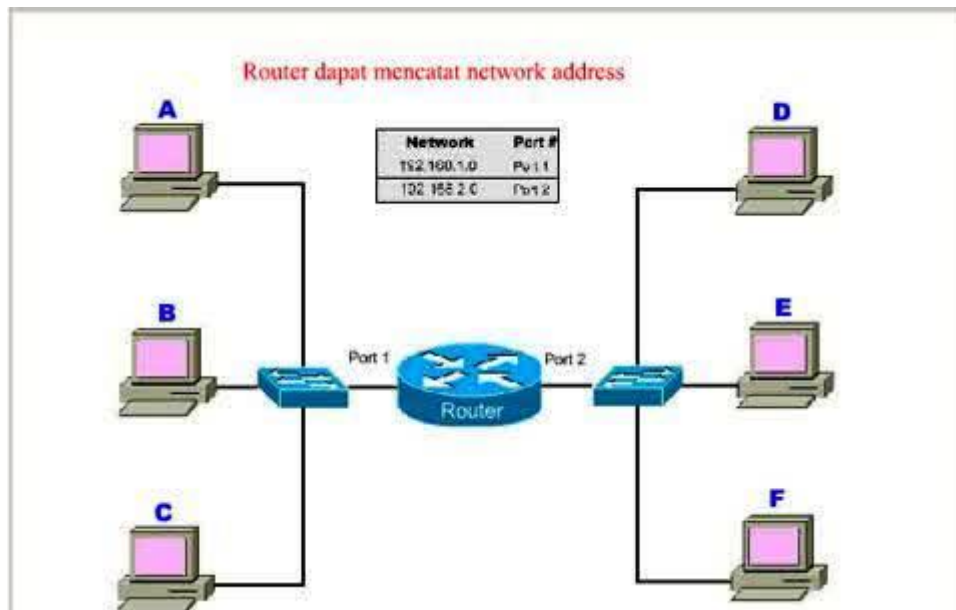 Router dapat mencatat network address
A
D
Network Port #
192.168.1.0 Port 1
192.168.2.0 Port 2
B
E
Port 1
Port 2
Router
C
F